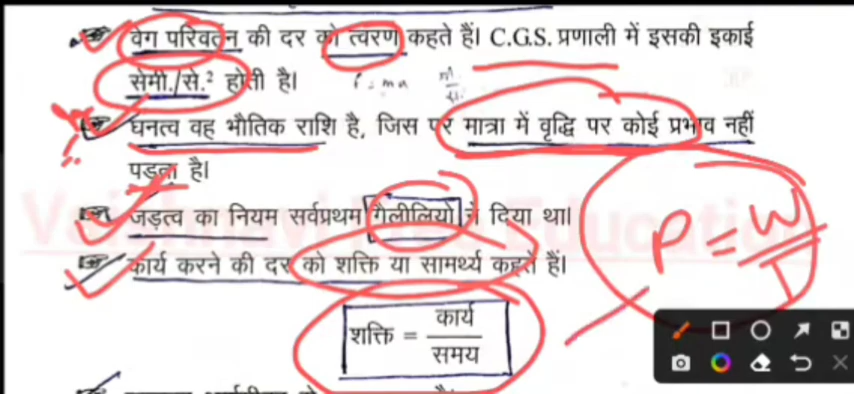 वेग परिवर्तन की दर को त्वरण कहते हैं। C.G.S. प्रणाली में इसकी इकाई
सेमी./से.² होती है।
घनत्व वह भौतिक राशि है, जिस पर मात्रा में वृद्धि पर कोई प्रभाव नहीं
पड़ता है।
जड़त्व का नियम सर्वप्रथम गैलीलियो ने दिया था।
कार्य करने की दर को शक्ति या सामर्थ्य कहते हैं।
P = W/T
शक्ति = कार्य/समय